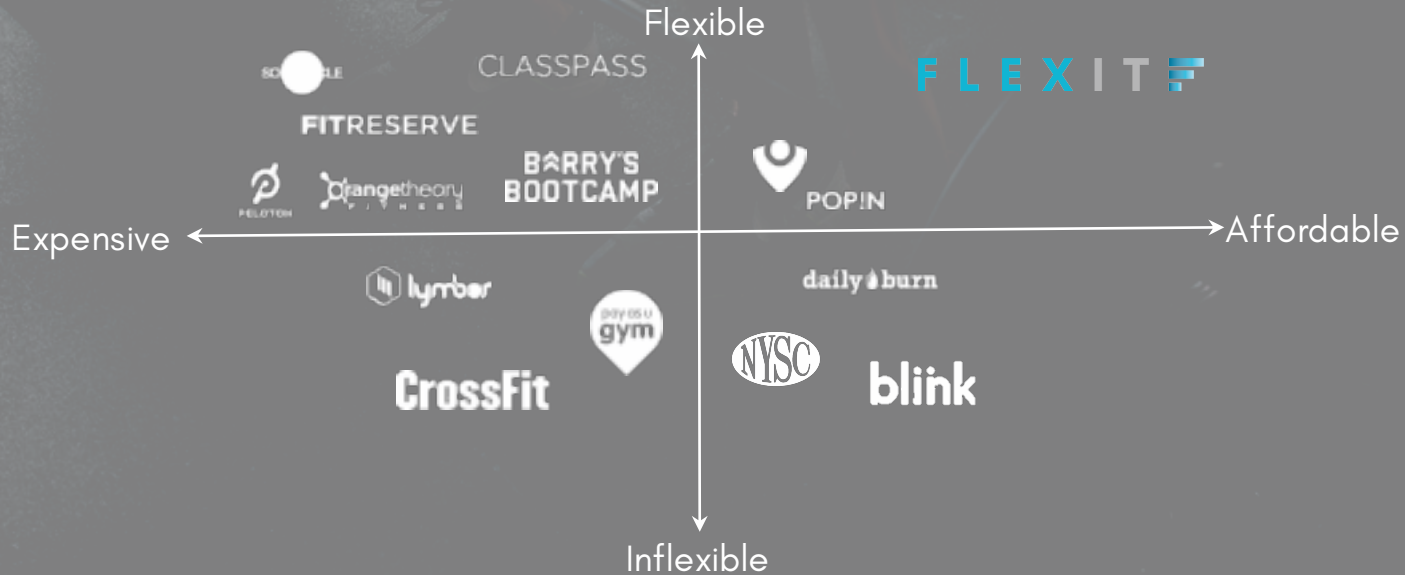 Flexible
CLASSPASS
FLEXIT
FITRESERVE
BARRY'S
BOOTCAMP
PELOTON
orangetheory
FITNESS
POP!N
Expensive
Affordable
lymbar
daily burn
pay as u
gym
NYSC
CrossFit
blink
Inflexible